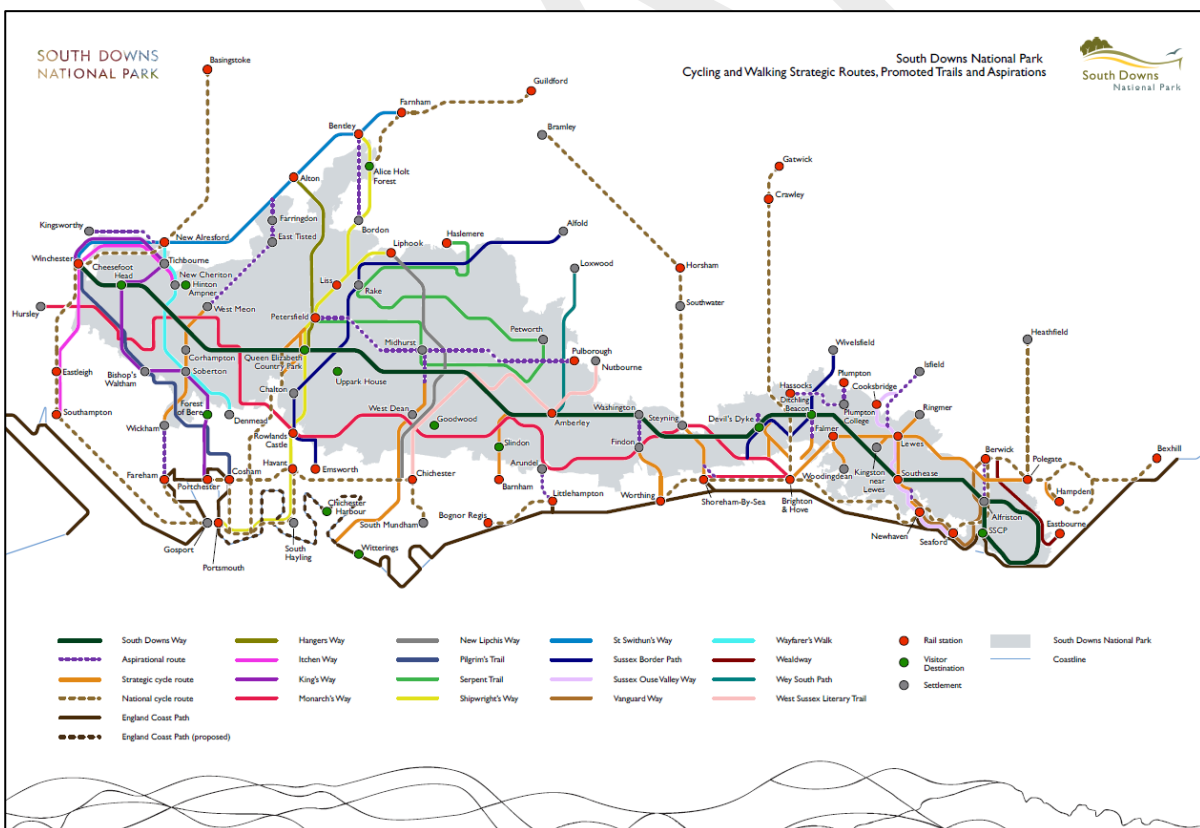 SOUTH DOWNS
NATIONAL PARK
South Downs National Park
Cycling and Walking Strategic Routes, Promoted Trails and Aspirations
South Downs
National Park
Basingstoke
Guildford
Farnham
Bentley
Bramley
Alice Holt
Forest
Gatwick
Alton
Crawley
Kingsworthy
Farringdon
New Alresford
East Tisted
Bordon
Liphook
Haslemere
Alfold
Winchester
Tichbourne
Cheesefoot
Head
New Cheriton
Hinton
Ampner
Liss
Rake
Loxwood
Horsham
Hursley
West Meon
Southwater
Petersfield
Petworth
Midhurst
Pulborough
Nutbourne
Heathfield
Wivelsfield
Corhampton
Queen Elizabeth
Country Park
Eastleigh
Bishop's
Waltham
Soberton
Uppark House
Chalton
Hassocks
Plumpton
Cooksbridge
Isfield
Ditchling
Beacon
Southampton
Forest
of Bere
Denmead
West Dean
Goodwood
Amberley
Washington
Steyning
Devil's Dyke
Plumpton
College
Ringmer
Wickham
Rowlands
Castle
Slindon
Findon
Falmer
Lewes
Bexhill
Fareham
Portchester
Cosham
Havant
Emsworth
Chichester
Barnham
Arundel
Littlehampton
Worthing
Shoreham-By-Sea
Brighton
& Hove
Woodingdean
Kingston
near
Lewes
Southease
Berwick
Polegate
Hampden
Chichester
Harbour
South Mundham
Bognor Regis
Alfriston
Eastbourne
Gosport
Portamouth
South
Hayling
Witterings
Newhaven
Seaford
SSCP
South Downs Way
Hangers Way
New Lipchis Way
St Swithun's Way
Wayfarer's Walk
Rail station
South Downs National Park
Aspirational route
Itchen Way
Pilgrim's Trail
Sussex Border Path
Wealdway
Visitor
Destination
Coastline
Strategic cycle route
King's Way
Serpent Trail
Sussex Ouse Valley Way
Wey South Path
Settlement
National cycle route
Monarch's Way
Shipwright's Way
Vanguard Way
West Sussex Literary Trail
England Coast Path
England Coast Path (proposed)